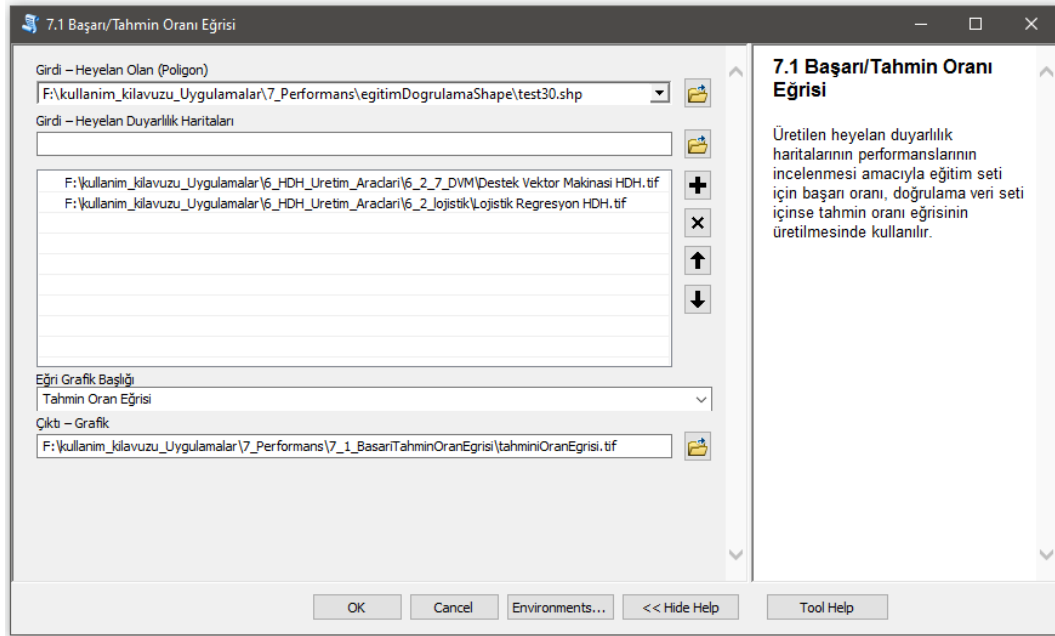 7.1 Başarı/Tahmin Oranı Eğrisi
Girdi – Heyelan Olan (Poligon)
F:\kullanim_kilavuzu_Uygulamalar\7_Performans\egitimDogrulamaShape\test30.shp
Girdi – Heyelan Duyarlılık Haritaları
F:\kullanim_kilavuzu_Uygulamalar\6_HDH_Uretim_Araclari\6_2_7_DVM\Destek Vektor Makinasi HDH.tif
F:\kullanim_kilavuzu_Uygulamalar\6_HDH_Uretim_Araclari\6_2_lojistik\Lojistik Regresyon HDH.tif
Eğri Grafik Başlığı
Tahmin Oran Eğrisi
Çıktı – Grafik
F:\kullanim_kilavuzu_Uygulamalar\7_Performans\7_1_BasariTahminOranEgrisi\tahminiOranEgrisi.tif
7.1 Başarı/Tahmin Oranı
Eğrisi
Üretilen heyelan duyarlılık
haritalarının performanslarının
incelenmesi amacıyla eğitim seti
için başarı oranı, doğrulama veri seti
içinse tahmin oranı eğrisinin
üretilmesinde kullanılır.
OK
Cancel
Environments...
<< Hide Help
Tool Help